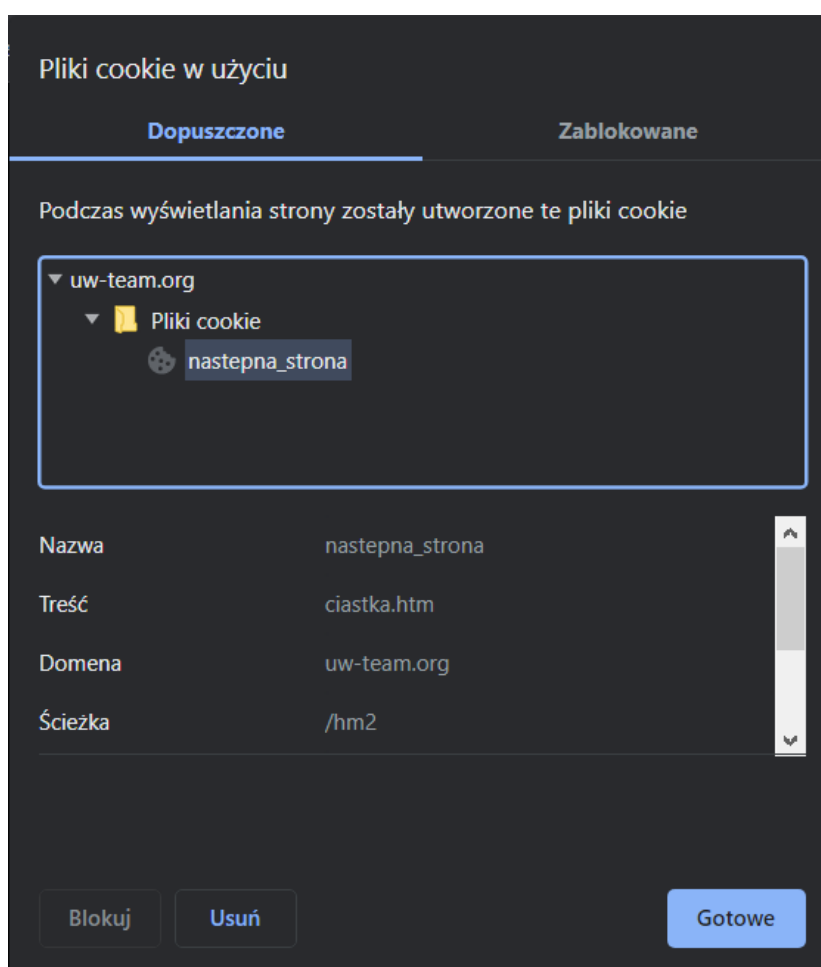 Pliki cookie w użyciu
Dopuszczone Zablokowane
Podczas wyświetlania strony zostały utworzone te pliki cookie
uw-team.org
Pliki cookie
nastepna_strona
Nazwa nastepna_strona
Treść ciastka.htm
Domena uw-team.org
Ścieżka /hm2
Blokuj Usuń Gotowe